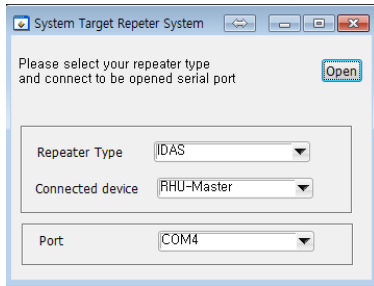 System Target Repeter System
Please select your repeater type
and connect to be opened serial port
Open
Repeater Type
IDAS
Connected device
RHU-Master
Port
COM4